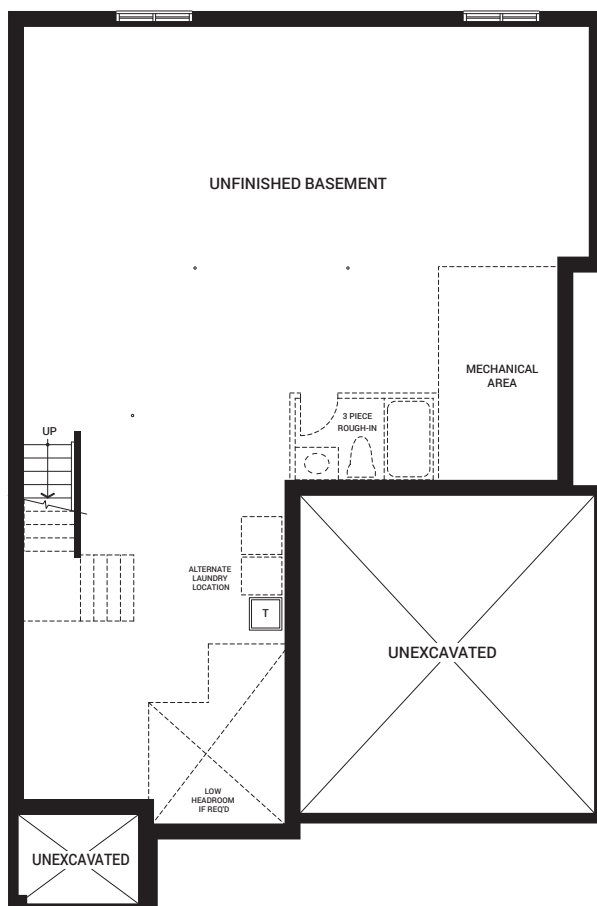 UNFINISHED BASEMENT
MECHANICAL
AREA
3 PIECE
ROUGH-IN
UP
ALTERNATE
LAUNDRY
LOCATION
T
UNEXCAVATED
LOW
HEADROOM
IF REQ'D
UNEXCAVATED